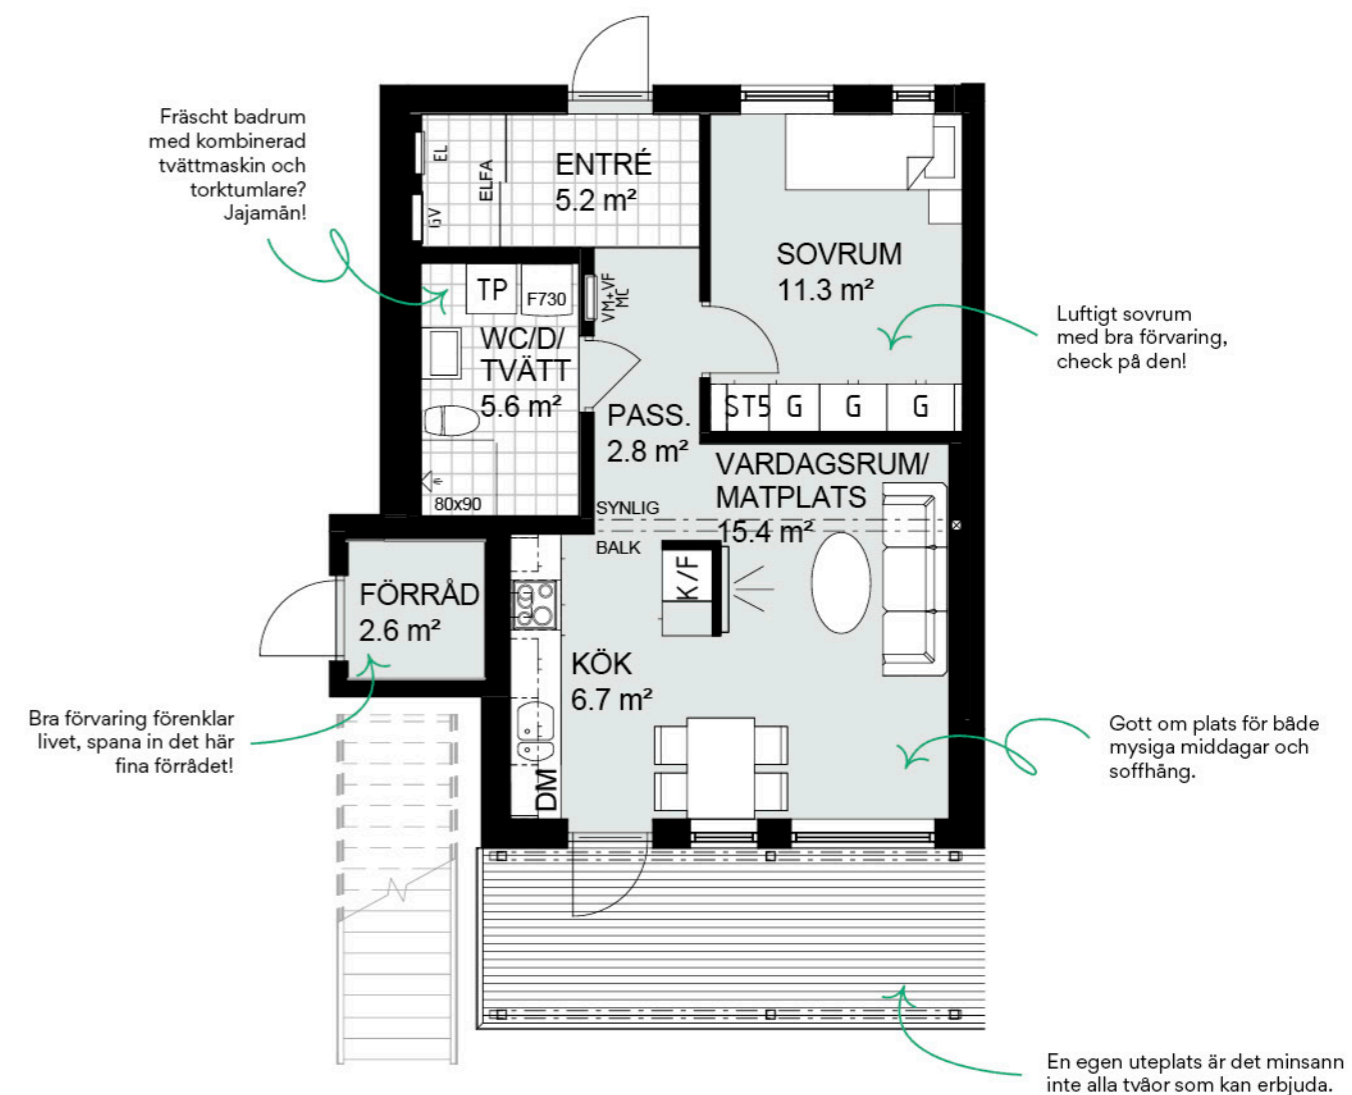 Fräscht badrum
med kombinerad
tvättmaskin och
torktumlare?
Jajamän!
EL
GV
ELFA
ENTRÉ
5.2 m²
SOVRUM
11.3 m²
TP
F730
VM+VF
MC
WC/D/
TVÄTT
5.6 m²
80x90
PASS.
2.8 m²
ST5
G
G
G
Luftigt sovrum
med bra förvaring,
check på den!
VARDAGSRUM/
MATPLATS
15.4 m²
SYNLIG
BALK
K/F
FÖRRÅD
2.6 m²
KÖK
6.7 m²
DM
Bra förvaring förenklar
livet, spana in det här
fina förrådet!
Gott om plats för både
mysiga middagar och
soffhäng.
En egen uteplats är det minsann
inte alla tvåor som kan erbjuda.